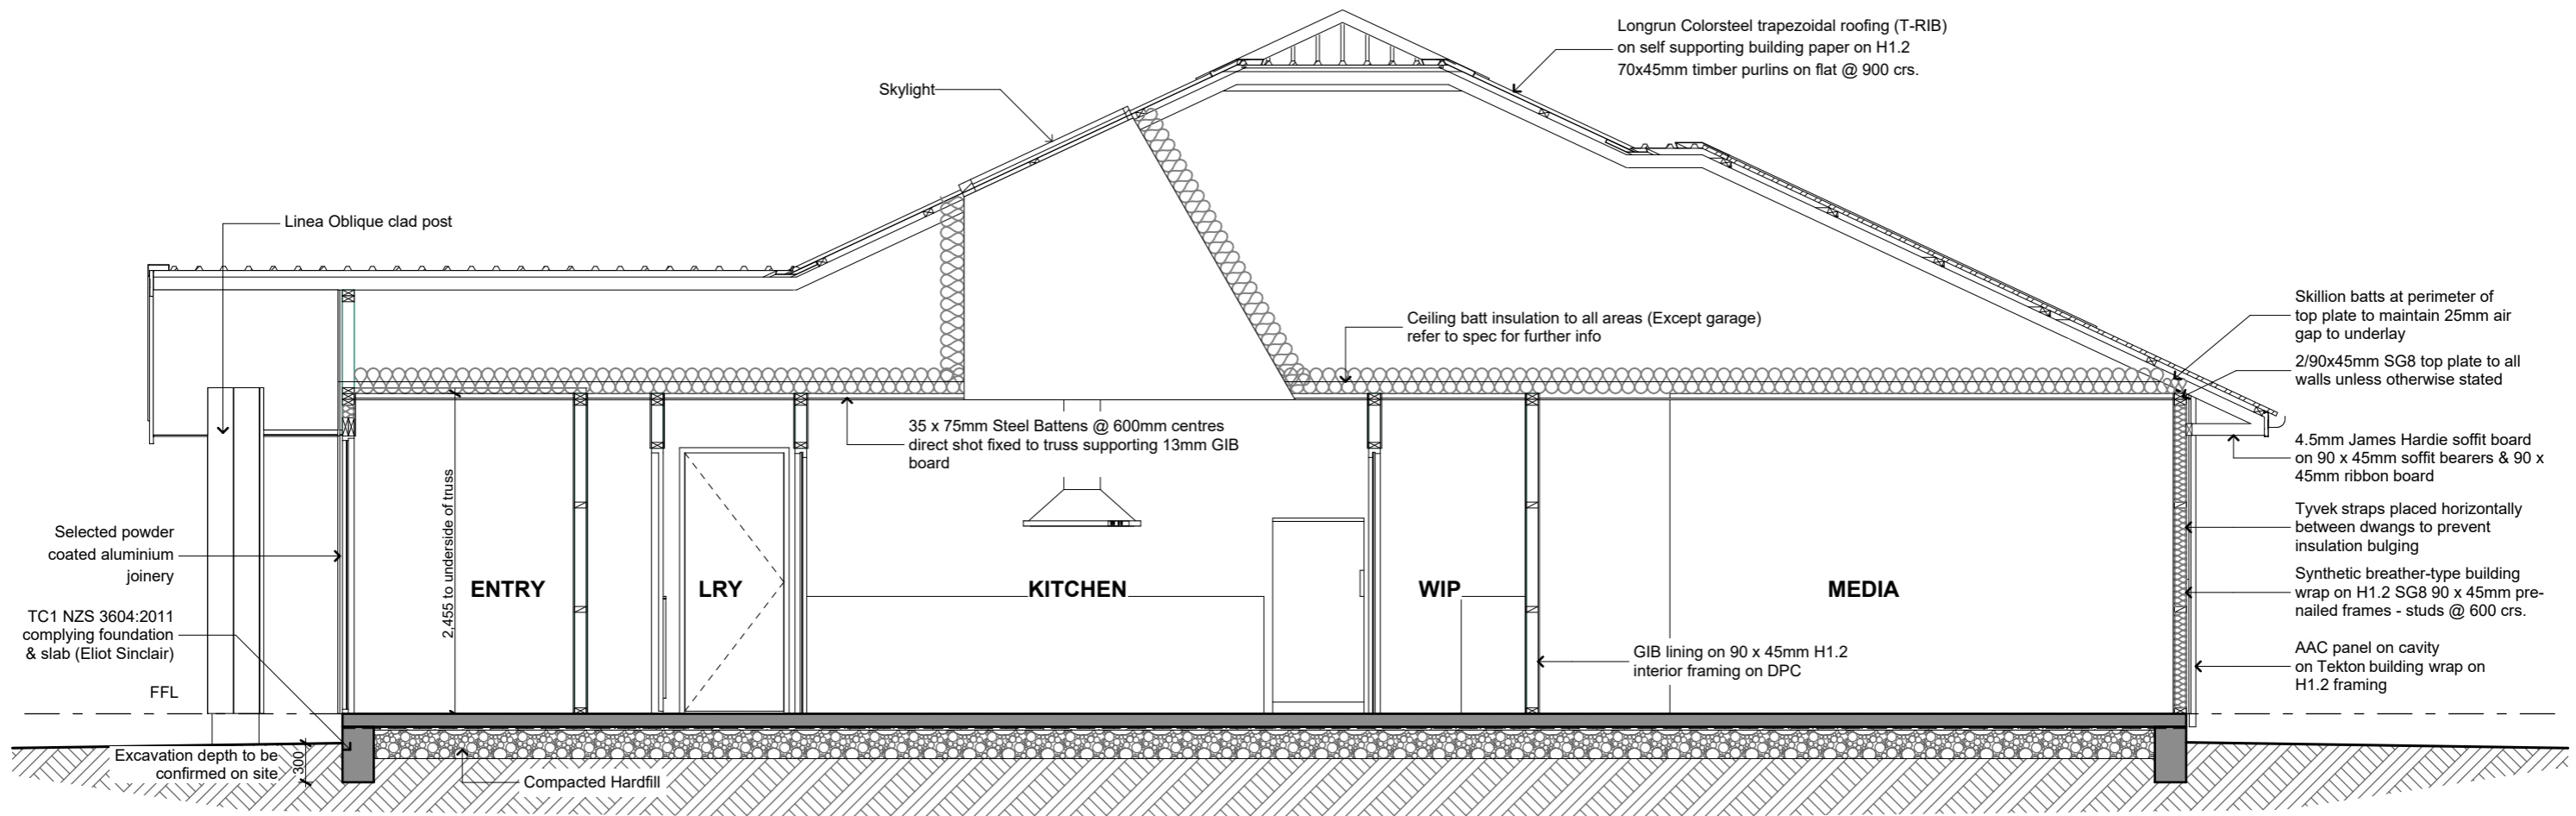 Longrun Colorsteel trapezoidal roofing (T-RIB)
on self supporting building paper on H1.2
70x45mm timber purlins on flat @ 900 crs.
Skylight
Linea Oblique clad post
Ceiling batt insulation to all areas (Except garage)
refer to spec for further info
Skillion batts at perimeter of
top plate to maintain 25mm air
gap to underlay
2/90x45mm SG8 top plate to all
walls unless otherwise stated
35 x 75mm Steel Battens @ 600mm centres
direct shot fixed to truss supporting 13mm GIB
board
4.5mm James Hardie soffit board
on 90 x 45mm soffit bearers & 90 x
45mm ribbon board
2,455 to underside of truss
Selected powder
coated aluminium
joinery
Tyvek straps placed horizontally
between dwangs to prevent
insulation bulging
ENTRY
LRY
KITCHEN
WIP
MEDIA
Synthetic breather-type building
wrap on H1.2 SG8 90 x 45mm pre-
nailed frames - studs @ 600 crs.
TC1 NZS 3604:2011
complying foundation
& slab (Eliot Sinclair)
GIB lining on 90 x 45mm H1.2
interior framing on DPC
AAC panel on cavity
on Tekton building wrap on
H1.2 framing
FFL
Excavation depth to be
confirmed on site
300
Compacted Hardfill